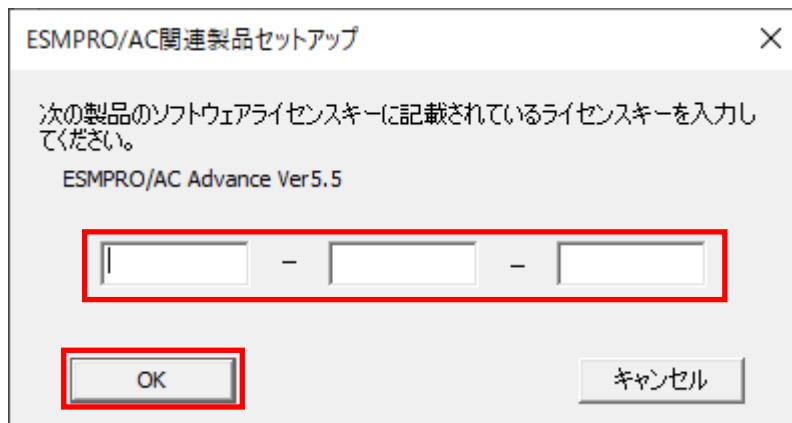 ESMPRO/AC関連製品セットアップ
次の製品のソフトウェアライセンスキーに記載されているライセンスキーを入力し
てください。
ESMPRO/AC Advance Ver5.5
– –
OK キャンセル